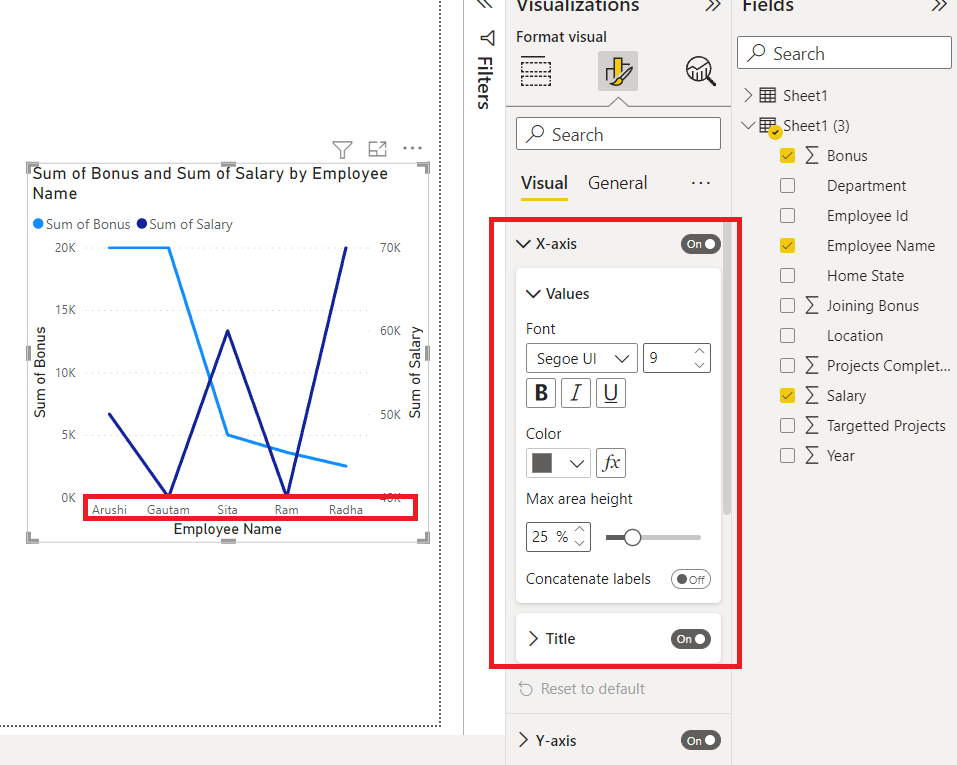 Sum of Bonus and Sum of Salary by Employee
Name
Sum of Bonus Sum of Salary
20K
15K
10K
5K
0K
70K
60K
50K
40K
Sum of Bonus
Sum of Salary
Arushi Gautam Sita Ram Radha
Employee Name
Filters
Visualizations
Format visual
Search
Visual General
X-axis On
Values
Font
Segoe UI 9
B I U
Color
fx
Max area height
25 %
Concatenate labels Off
Title On
Reset to default
Y-axis On
Fields
Search
Sheet1
Sheet1 (3)
Bonus
Department
Employee Id
Employee Name
Home State
Joining Bonus
Location
Projects Complet...
Salary
Targetted Projects
Year